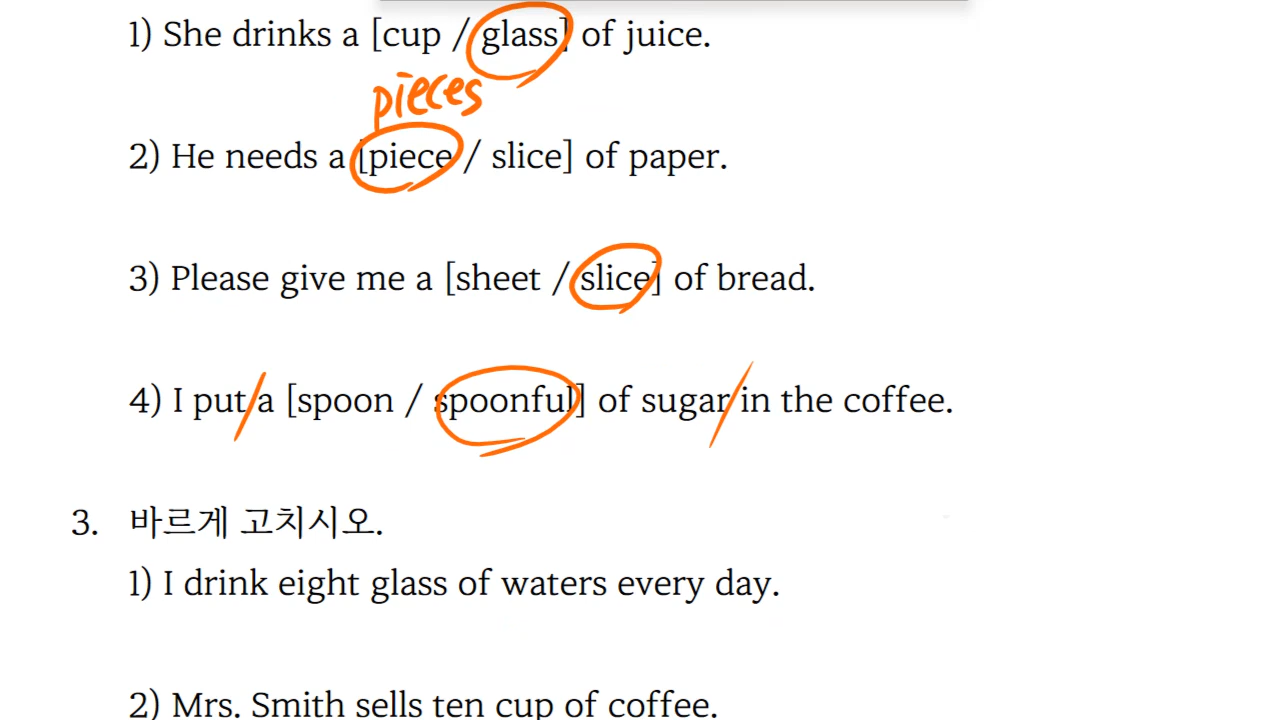 1) She drinks a [cup / glass] of juice.
pieces
2) He needs a [piece / slice] of paper.
3) Please give me a [sheet / slice] of bread.
4) I put a [spoon / spoonful] of sugar in the coffee.
3. 바르게 고치시오.
1) I drink eight glass of waters every day.
2) Mrs. Smith sells ten cup of coffee.